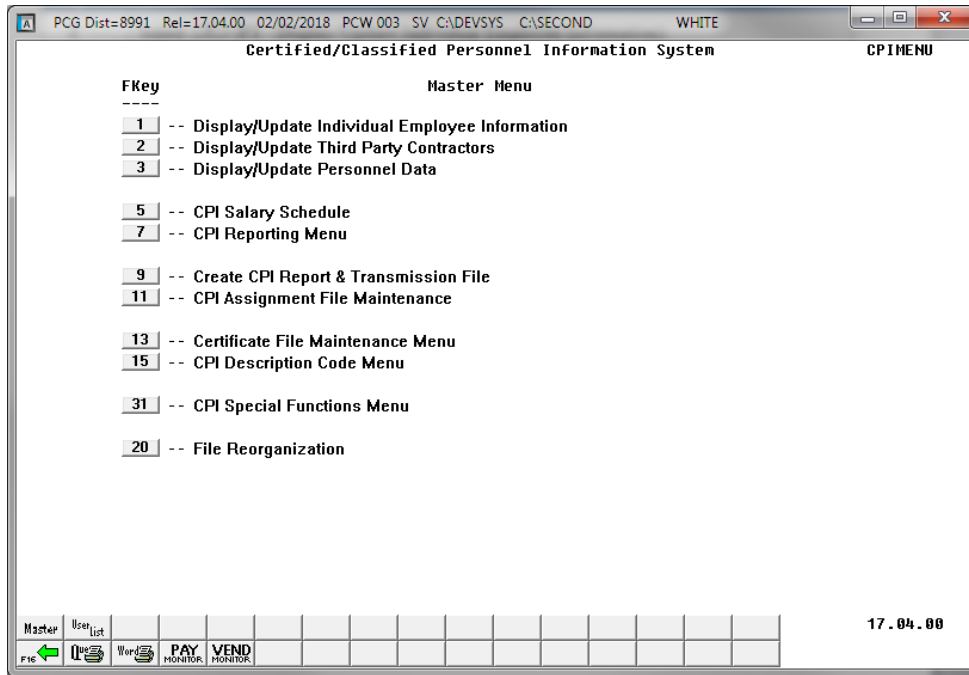 A PCG Dist=8991 Rel=17.04.00 02/02/2018 PCW 003 SV C:\DEVSYS C:\SECOND WHITE
Certified/Classified Personnel Information System CPIMENU
FKey Master Menu
----
1 -- Display/Update Individual Employee Information
2 -- Display/Update Third Party Contractors
3 -- Display/Update Personnel Data
5 -- CPI Salary Schedule
7 -- CPI Reporting Menu
9 -- Create CPI Report & Transmission File
11 -- CPI Assignment File Maintenance
13 -- Certificate File Maintenance Menu
15 -- CPI Description Code Menu
31 -- CPI Special Functions Menu
20 -- File Reorganization
Master User List 17.04.00
F16 Que Word PAY MONITOR VEND MONITOR